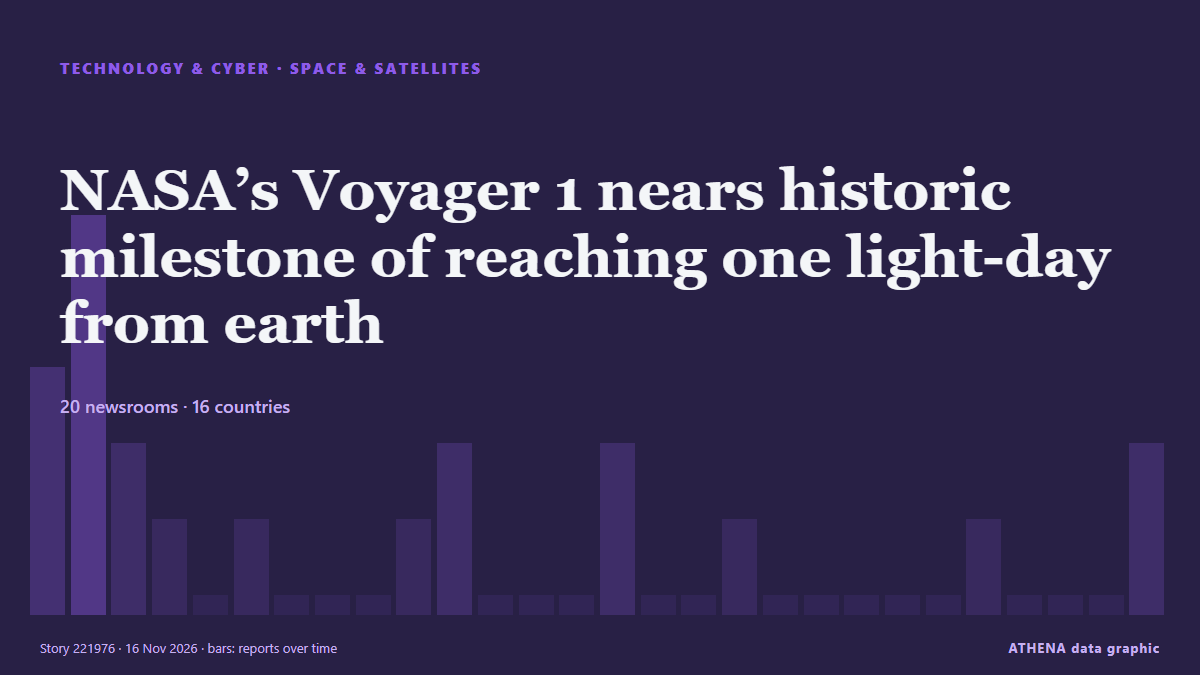 TECHNOLOGY & CYBER · SPACE & SATELLITES
NASA’s Voyager 1 nears historic
milestone of reaching one light-day
from earth
20 newsrooms · 16 countries
Story 221976 · 16 Nov 2026 · bars: reports over time
ATHENA data graphic